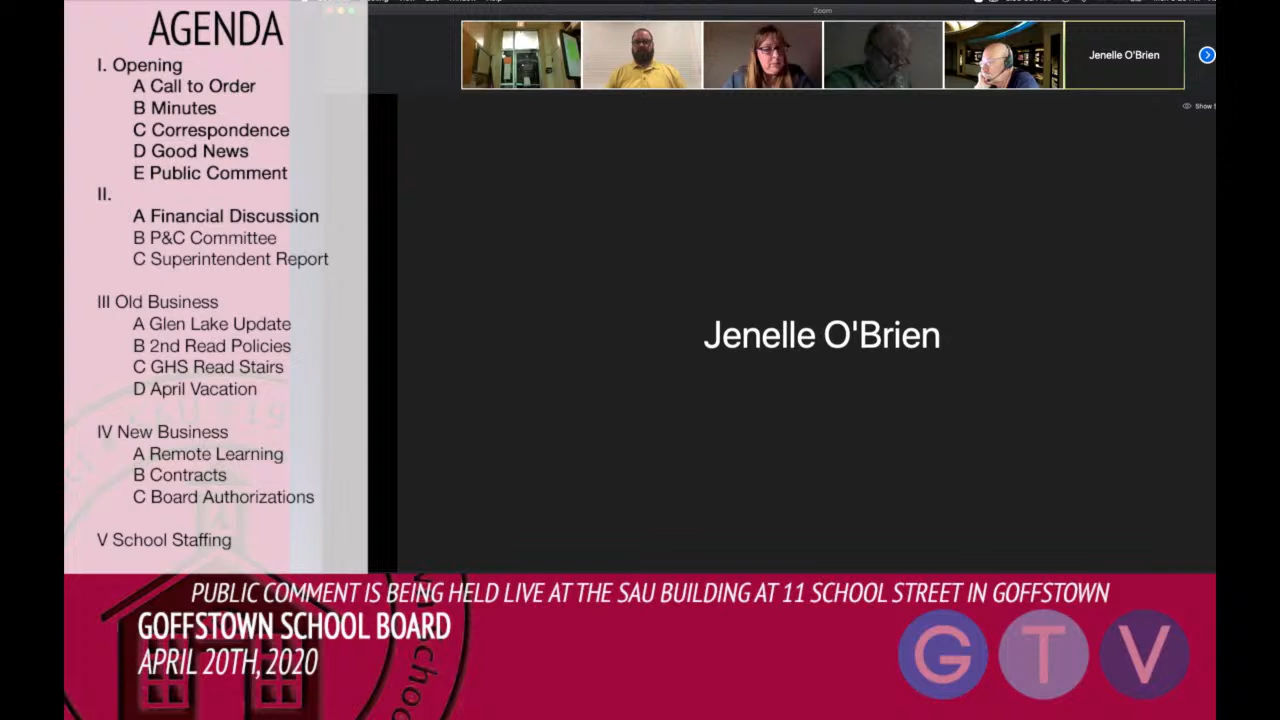 AGENDA
I. Opening
A Call to Order
B Minutes
C Correspondence
D Good News
E Public Comment
II.
A Financial Discussion
B P&C Committee
C Superintendent Report
III Old Business
A Glen Lake Update
B 2nd Read Policies
C GHS Read Stairs
D April Vacation
IV New Business
A Remote Learning
B Contracts
C Board Authorizations
V School Staffing
Zoom
Jenelle O'Brien
Show
Jenelle O'Brien
PUBLIC COMMENT IS BEING HELD LIVE AT THE SAU BUILDING AT 11 SCHOOL STREET IN GOFFSTOWN
GOFFSTOWN SCHOOL BOARD
APRIL 20TH, 2020
G T V